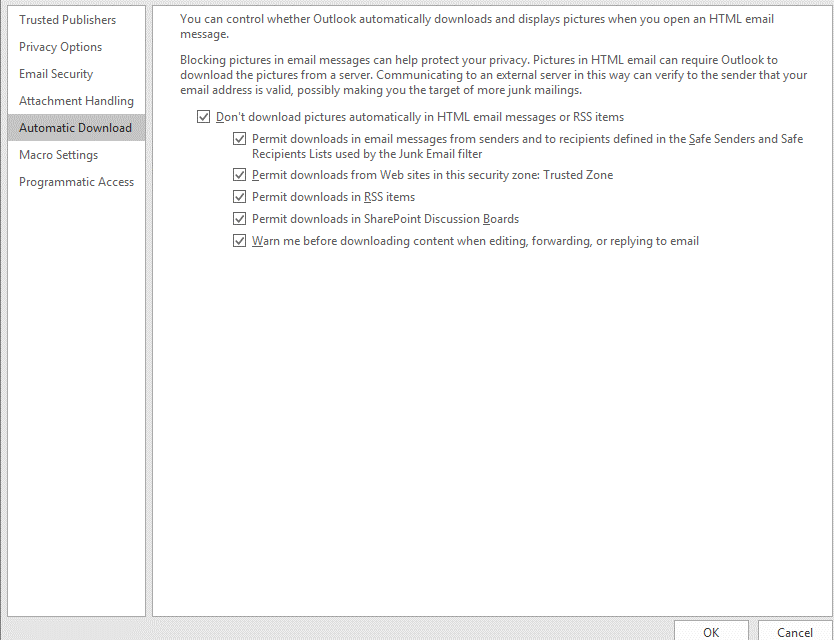 Trusted Publishers
Privacy Options
Email Security
Attachment Handling
Automatic Download
Macro Settings
Programmatic Access
You can control whether Outlook automatically downloads and displays pictures when you open an HTML email
message.
Blocking pictures in email messages can help protect your privacy. Pictures in HTML email can require Outlook to
download the pictures from a server. Communicating to an external server in this way can verify to the sender that your
email address is valid, possibly making you the target of more junk mailings.
Don't download pictures automatically in HTML email messages or RSS items
Permit downloads in email messages from senders and to recipients defined in the Safe Senders and Safe
Recipients Lists used by the Junk Email filter
Permit downloads from Web sites in this security zone: Trusted Zone
Permit downloads in RSS items
Permit downloads in SharePoint Discussion Boards
Warn me before downloading content when editing, forwarding, or replying to email
OK
Cancel